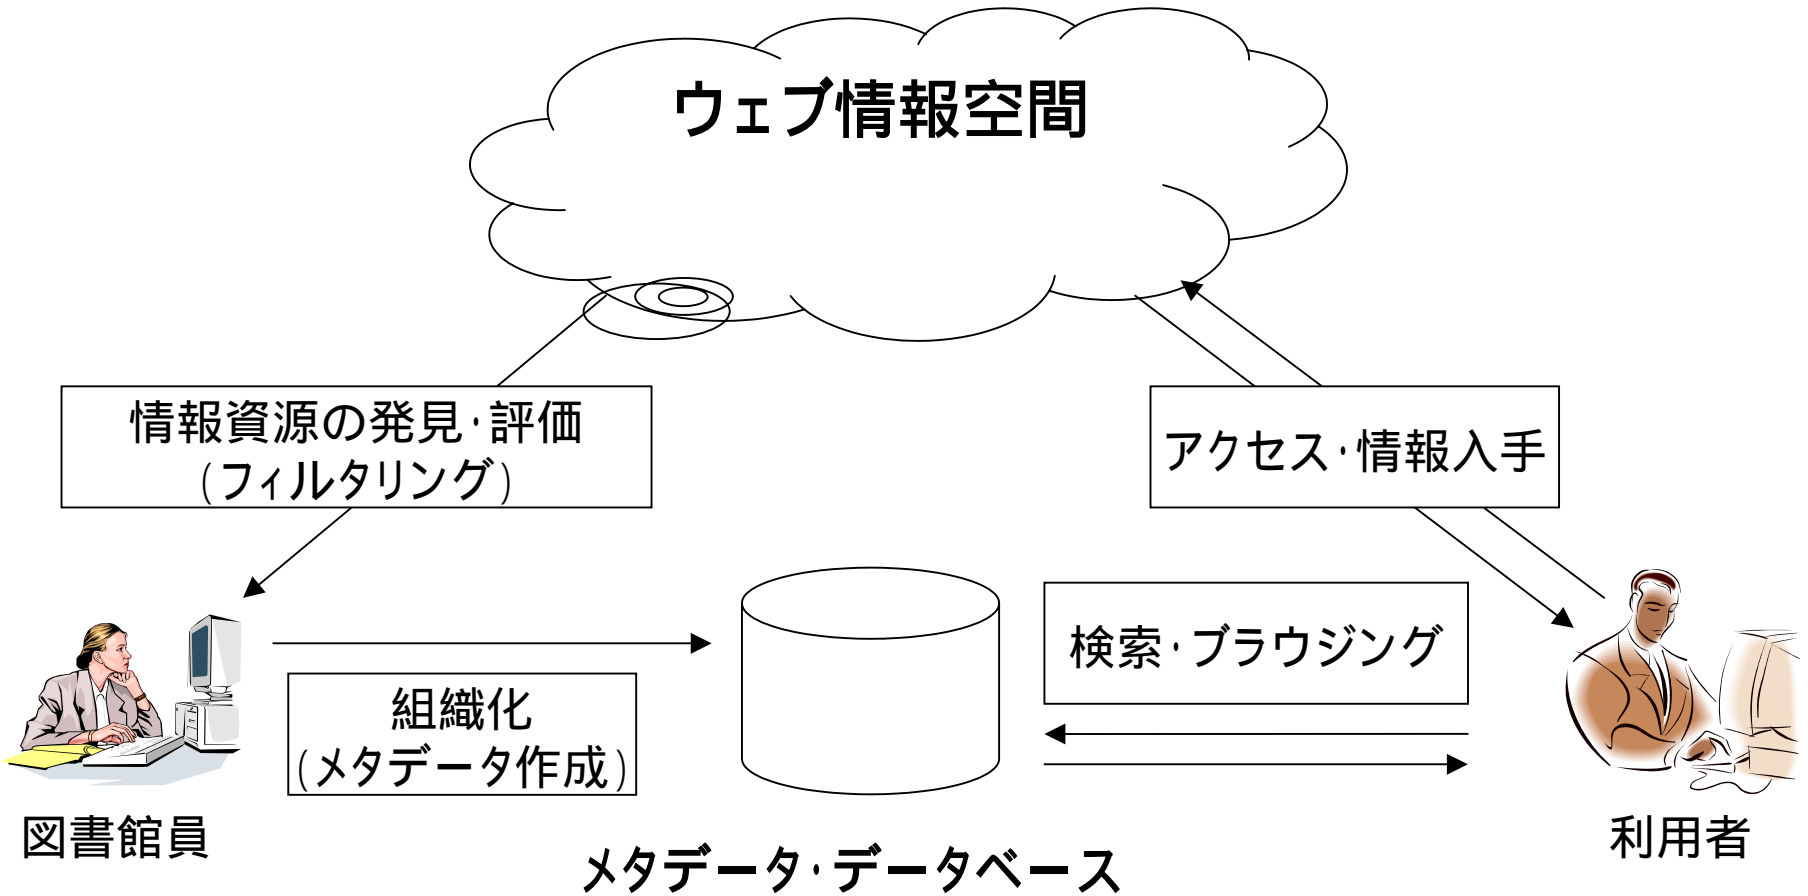 ウェブ情報空間
情報資源の発見・評価
(フィルタリング)
アクセス・情報入手
検索・ブラウジング
組織化
(メタデータ作成)
図書館員
利用者
メタデータ・データベース